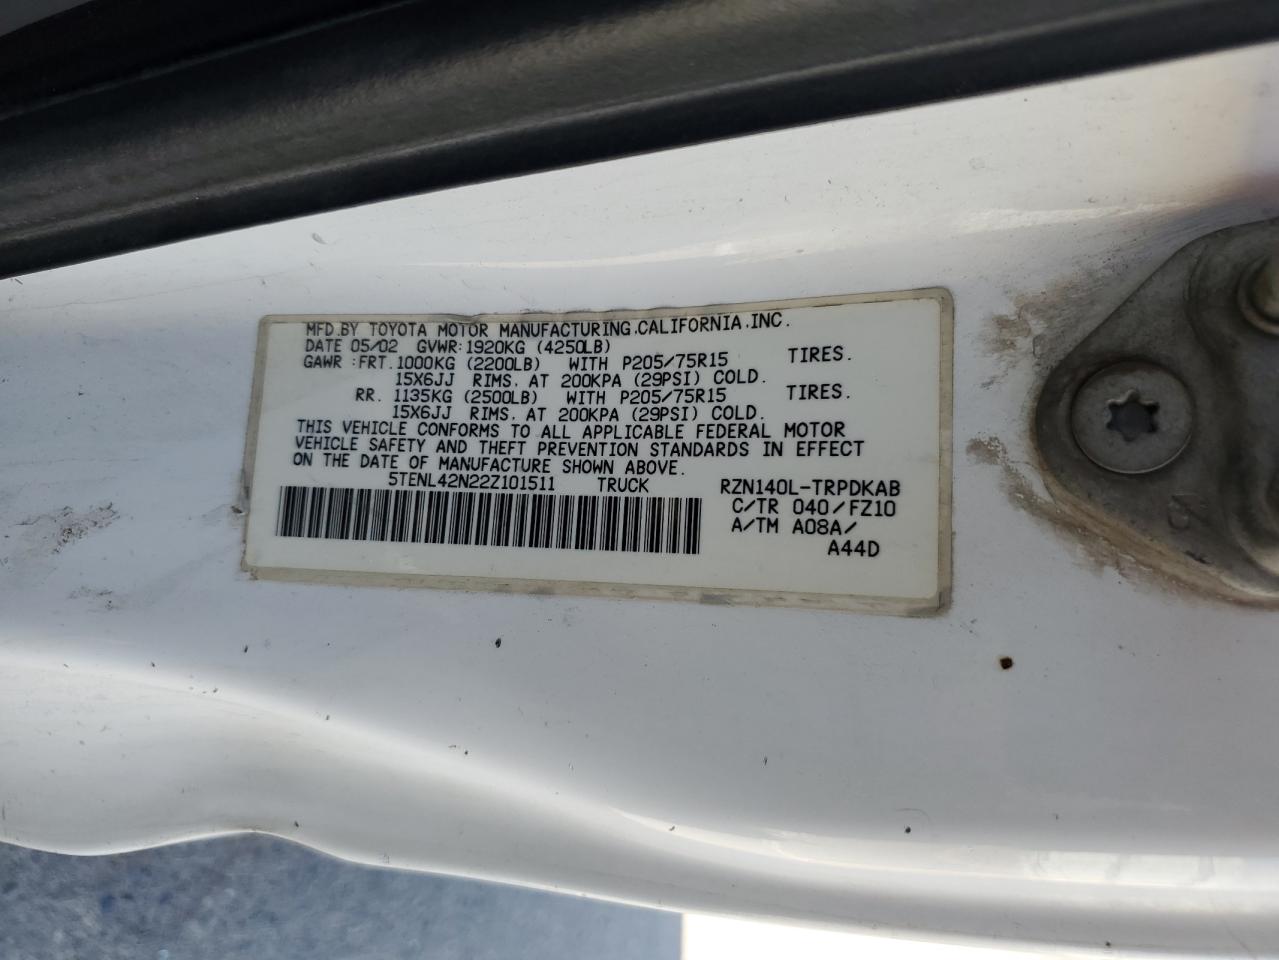 MFD.BY TOYOTA MOTOR MANUFACTURING.CALIFORNIA.INC.
DATE 05/02 GVWR:1920KG (4250LB)
GAWR :FRT.1000KG (2200LB) WITH P205/75R15 TIRES.
15X6JJ RIMS. AT 200KPA (29PSI) COLD.
RR. 1135KG (2500LB) WITH P205/75R15 TIRES.
15X6JJ RIMS. AT 200KPA (29PSI) COLD.
THIS VEHICLE CONFORMS TO ALL APPLICABLE FEDERAL MOTOR
VEHICLE SAFETY AND THEFT PREVENTION STANDARDS IN EFFECT
ON THE DATE OF MANUFACTURE SHOWN ABOVE.
5TENL42N22Z101511 TRUCK RZN140L-TRPDKAB
C/TR 040/FZ10
A/TM A08A/
A44D